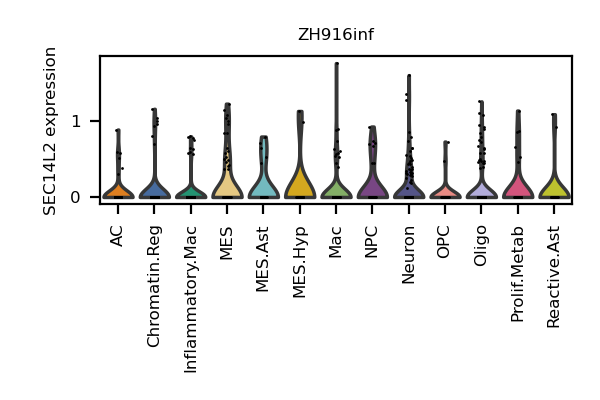 ZH916inf
SEC14L2 expression
1
0
AC
Chromatin.Reg
Inflammatory.Mac
MES
MES.Ast
MES.Hyp
Mac
NPC
Neuron
OPC
Oligo
Prolif.Metab
Reactive.Ast